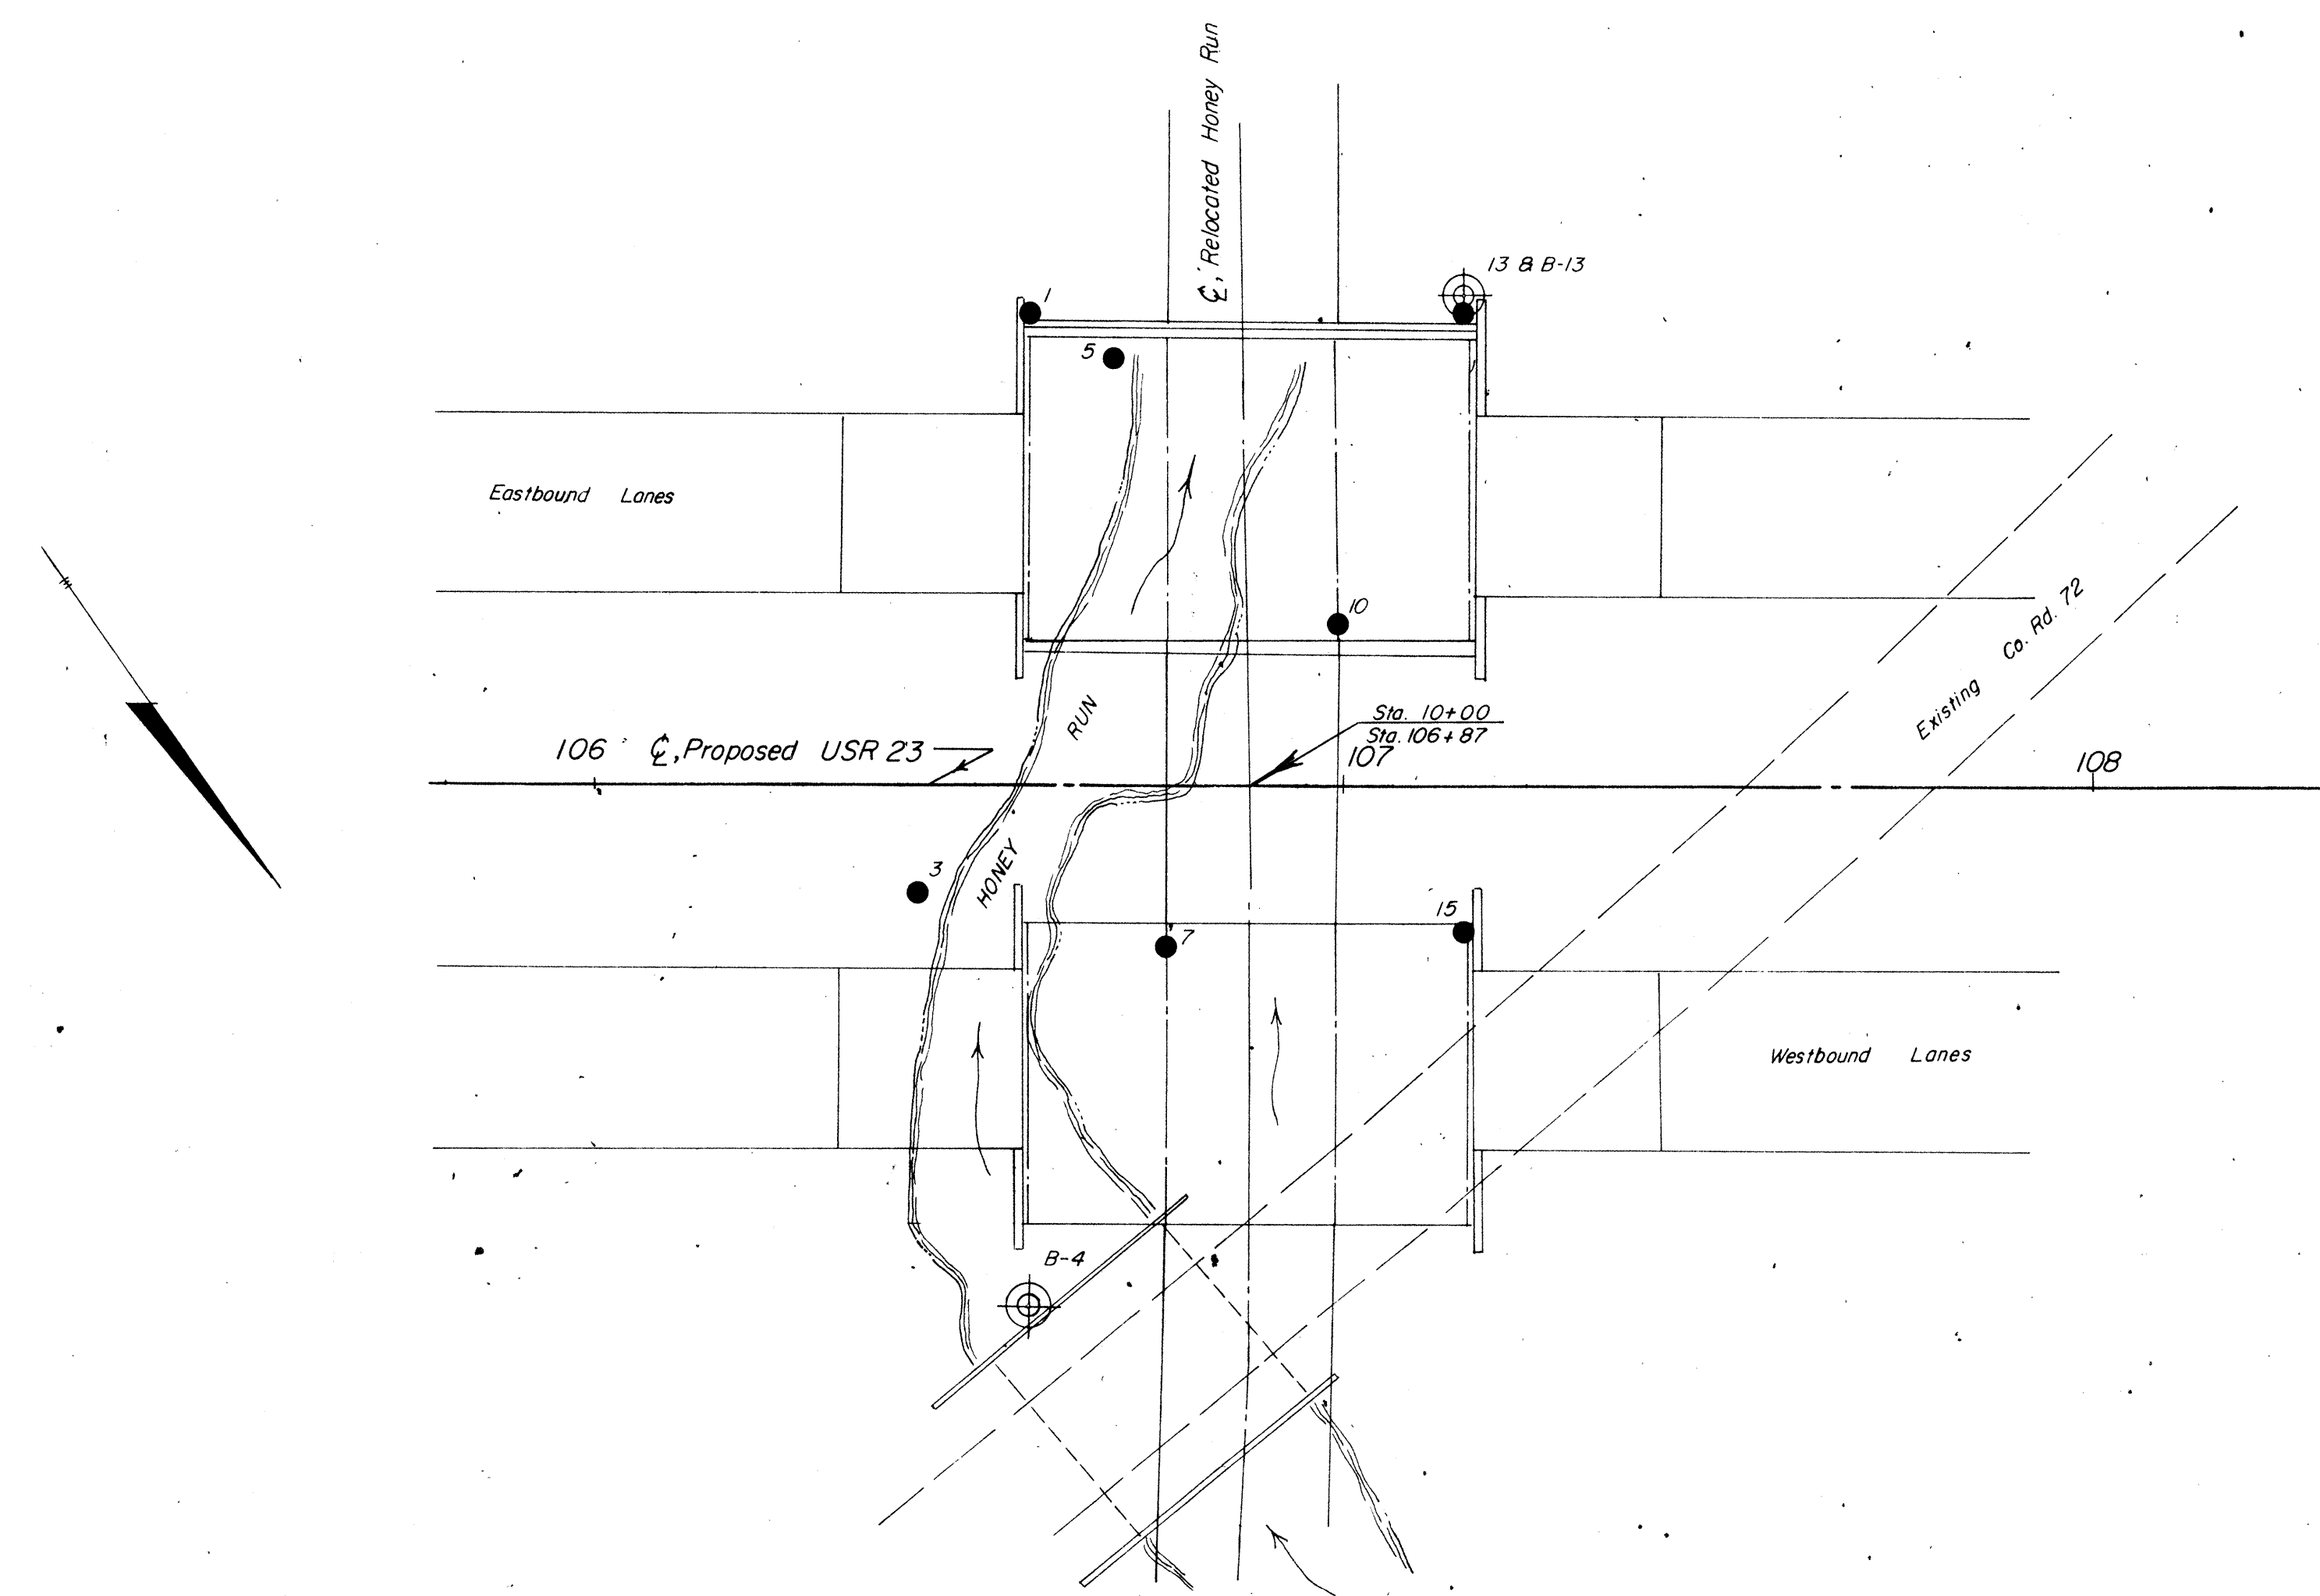 ℄, Relocated Honey Run
13 & B-13
1
5
Eastbound Lanes
10
Existing Co. Rd. 72
Sta. 10+00
Sta. 106+87
106 ℄, Proposed USR 23
107
108
HONEY RUN
3
15
7
Westbound Lanes
B-4